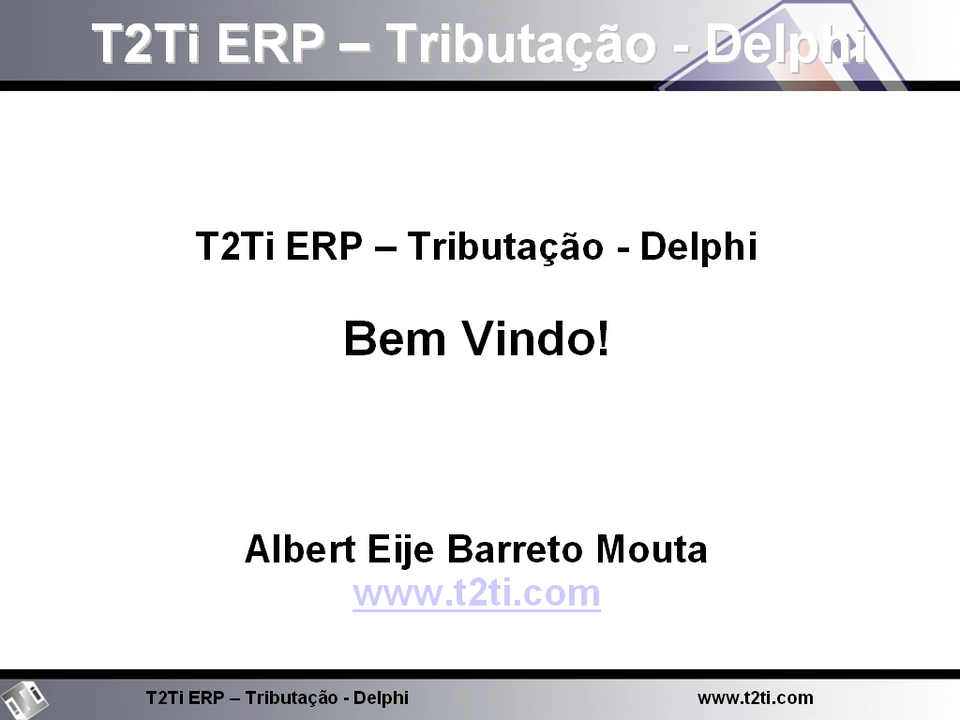 T2Ti ERP – Tributação - Delphi
T2Ti ERP – Tributação - Delphi
Bem Vindo!
Albert Eije Barreto Mouta
www.t2ti.com
T2Ti ERP – Tributação - Delphi www.t2ti.com